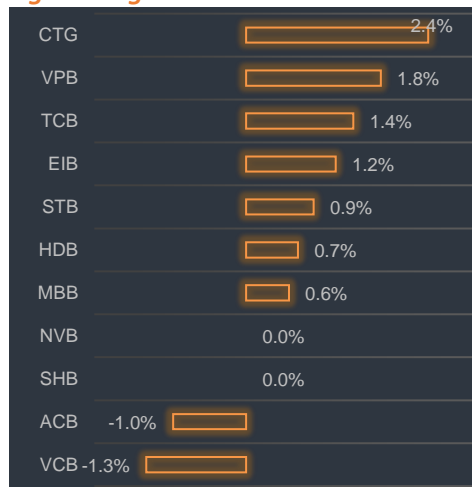 CTG 2.4%
VPB 1.8%
TCB 1.4%
EIB 1.2%
STB 0.9%
HDB 0.7%
MBB 0.6%
NVB 0.0%
SHB 0.0%
ACB -1.0%
VCB -1.3%